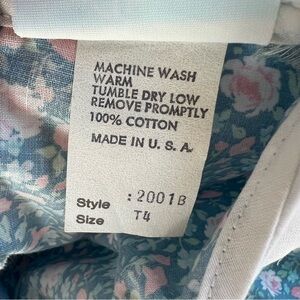 MACHINE WASH
WARM
TUMBLE DRY LOW
REMOVE PROMPTLY
100% COTTON
MADE IN U. S. A.
Style : 2001B
Size T4